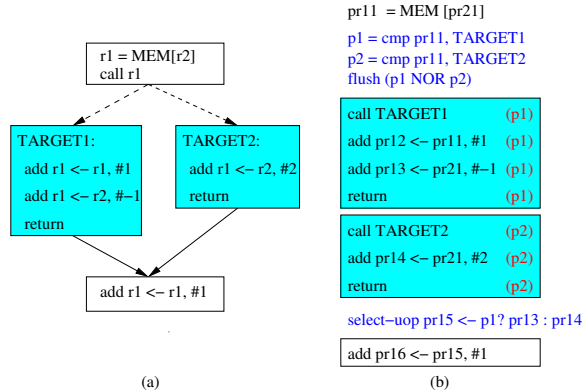 r1 = MEM[r2]
call r1
TARGET1:
add r1 <− r1, #1
add r1 <− r2, #−1
return
TARGET2:
add r1 <− r2, #2
return
add r1 <− r1, #1
(a)
pr11 = MEM [pr21]
p1 = cmp pr11, TARGET1
p2 = cmp pr11, TARGET2
flush (p1 NOR p2)
call TARGET1 (p1)
add pr12 <− pr11, #1 (p1)
add pr13 <− pr21, #−1 (p1)
return (p1)
call TARGET2 (p2)
add pr14 <− pr21, #2 (p2)
return (p2)
select−uop pr15 <− p1? pr13 : pr14
add pr16 <− pr15, #1
(b)